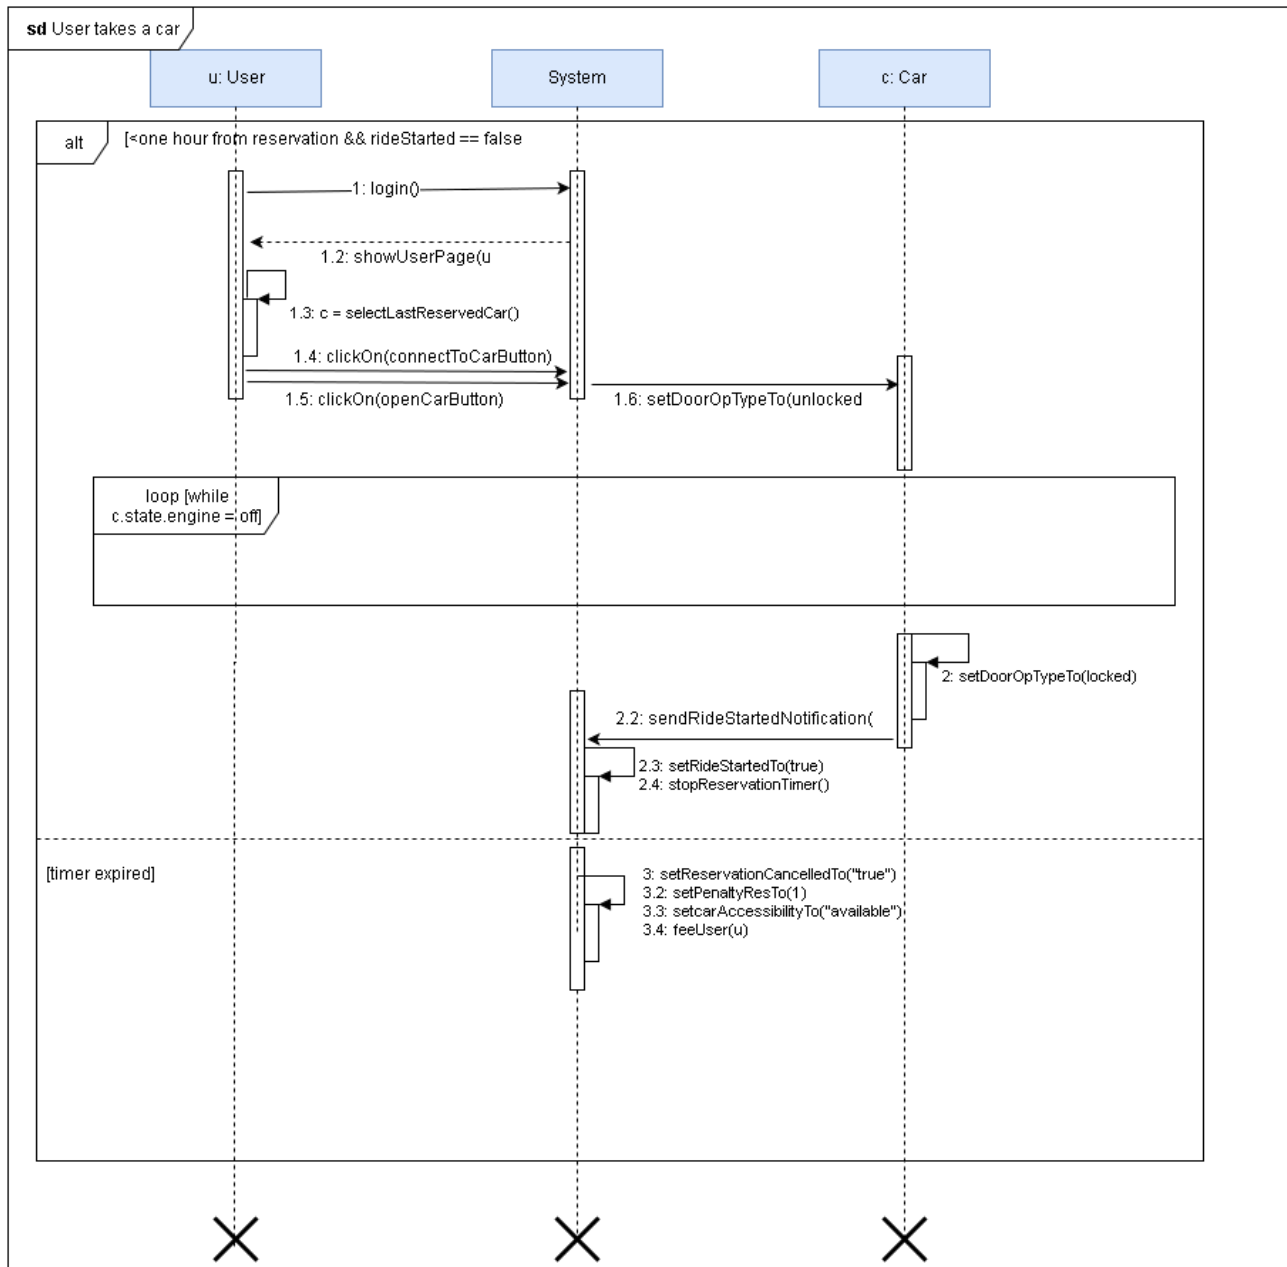 sd User takes a car
u: User
System
c: Car
alt
[<one hour from reservation && rideStarted == false
1: login()
1.2: showUserPage(u
1.3: c = selectLastReservedCar()
1.4: clickOn(connectToCarButton)
1.5: clickOn(openCarButton)
1.6: setDoorOpTypeTo(unlocked
loop [while
c.state.engine = off]
2: setDoorOpTypeTo(locked)
2.2: sendRideStartedNotification(
2.3: setRideStartedTo(true)
2.4: stopReservationTimer()
[timer expired]
3: setReservationCancelledTo("true")
3.2: setPenaltyResTo(1)
3.3: setcarAccessibilityTo("available")
3.4: feeUser(u)